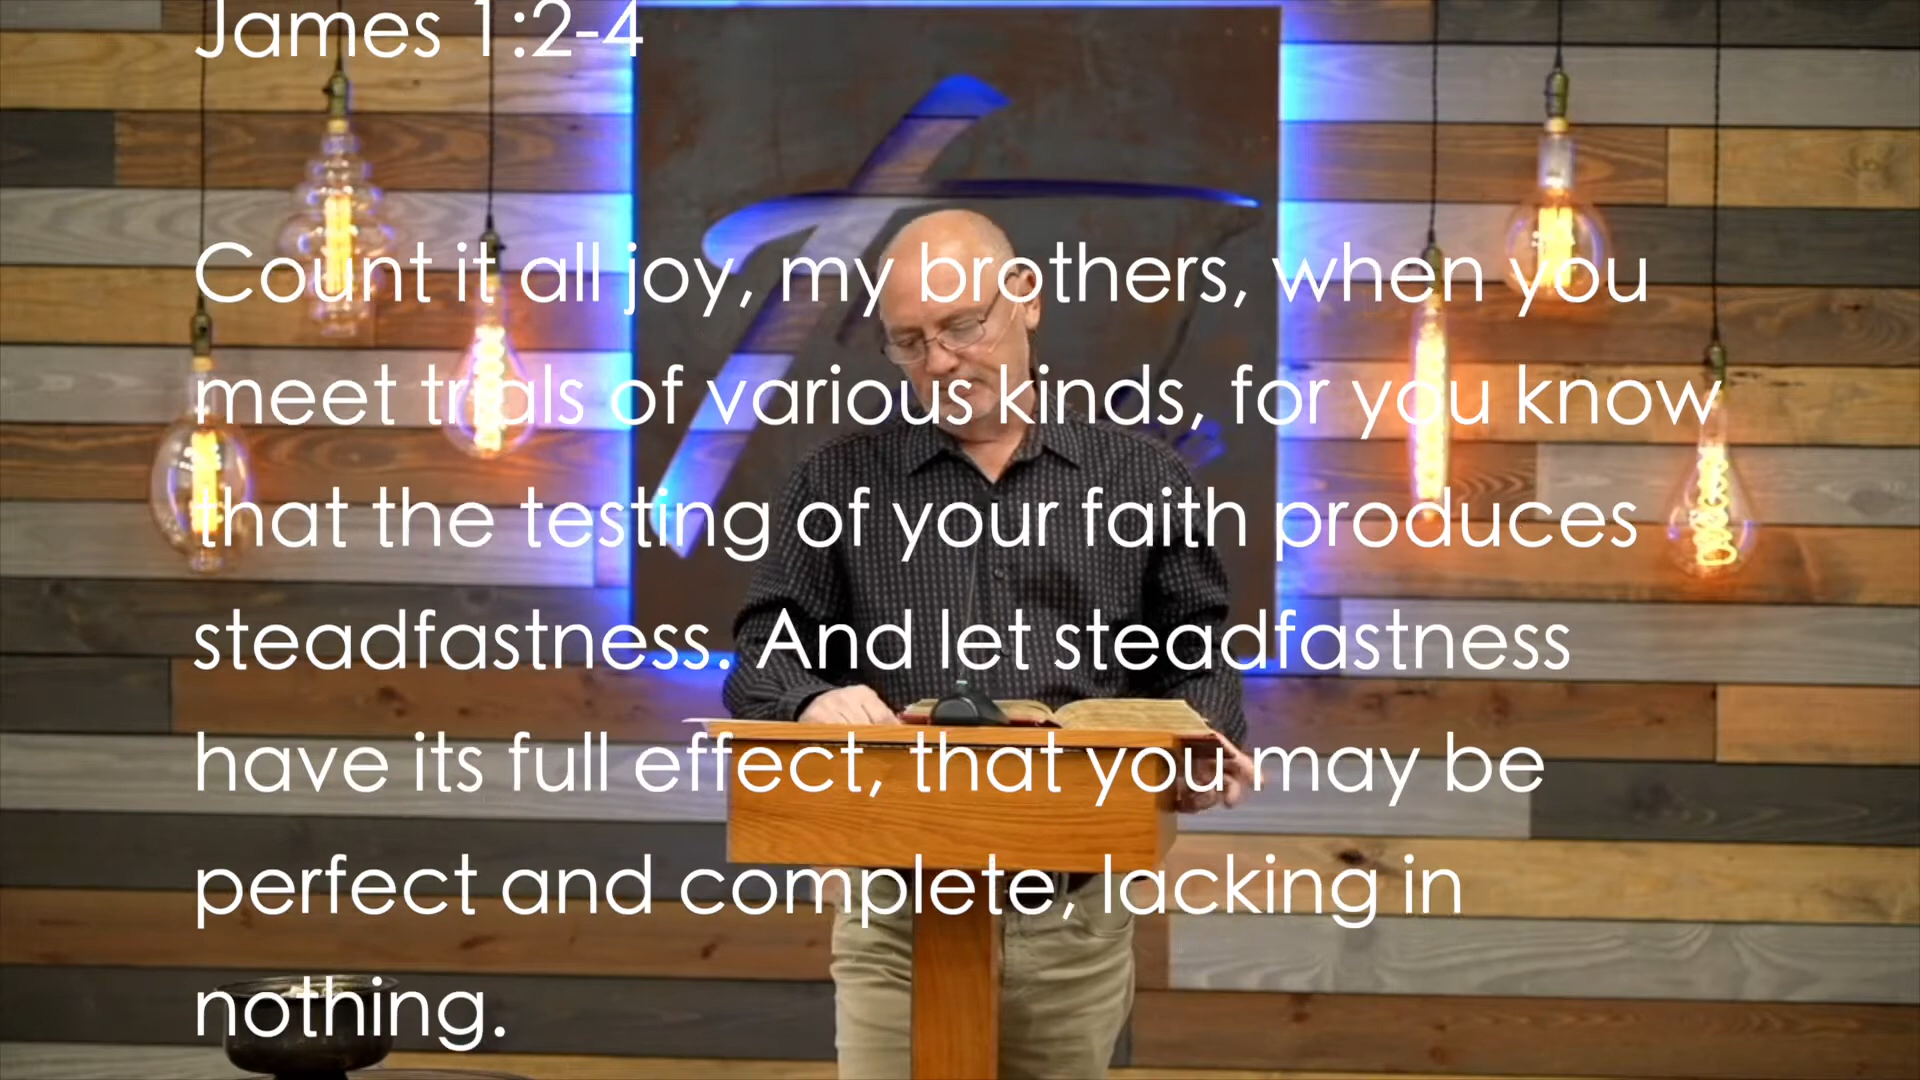 James 1:2-4
Count it all joy, my brothers, when you
meet trials of various kinds, for you know
that the testing of your faith produces
steadfastness. And let steadfastness
have its full effect, that you may be
perfect and complete, lacking in
nothing.